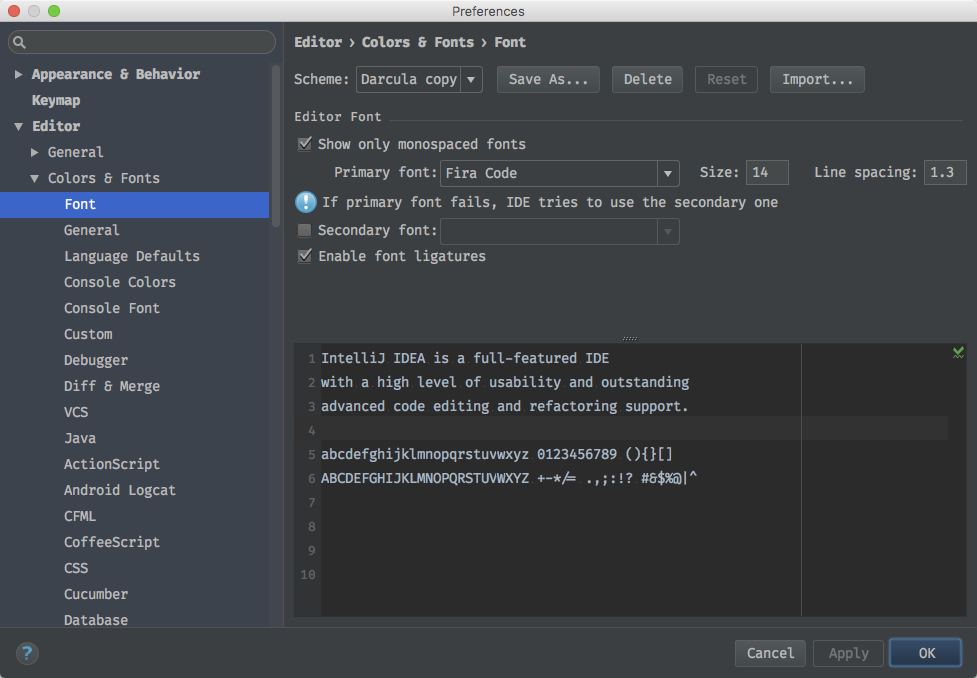 Preferences
Appearance & Behavior
Keymap
Editor
General
Colors & Fonts
Font
General
Language Defaults
Console Colors
Console Font
Custom
Debugger
Diff & Merge
VCS
Java
ActionScript
Android Logcat
CFML
CoffeeScript
CSS
Cucumber
Database
Editor › Colors & Fonts › Font
Scheme: Darcula copy Save As... Delete Reset Import...
Editor Font
Show only monospaced fonts
Primary font: Fira Code Size: 14 Line spacing: 1.3
If primary font fails, IDE tries to use the secondary one
Secondary font:
Enable font ligatures
1 IntelliJ IDEA is a full-featured IDE
2 with a high level of usability and outstanding
3 advanced code editing and refactoring support.
4
5 abcdefghijklmnopqrstuvwxyz 0123456789 (){}[]
6 ABCDEFGHIJKLMNOPQRSTUVWXYZ +-*/= .,;:!? #&$%@|^
7
8
9
10
? Cancel Apply OK